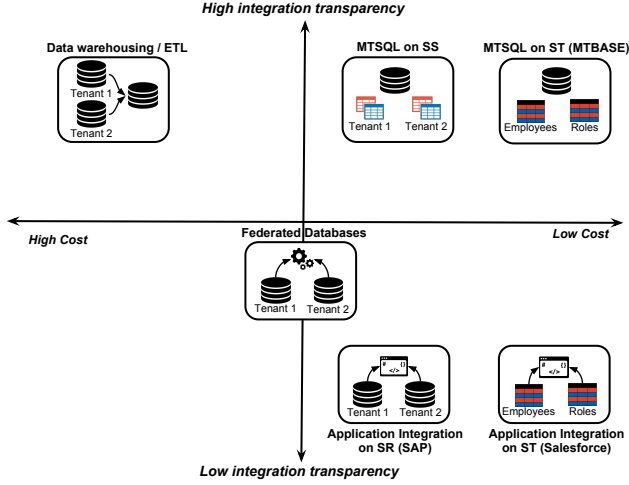 High integration transparency
Data warehousing / ETL
Tenant 1
Tenant 2
MTSQL on SS
Tenant 1 Tenant 2
MTSQL on ST (MTBASE)
Employees Roles
High Cost
Low Cost
Federated Databases
Tenant 1 Tenant 2
# {}
</>
Tenant 1 Tenant 2
Application Integration
on SR (SAP)
# {}
</>
Employees Roles
Application Integration
on ST (Salesforce)
Low integration transparency